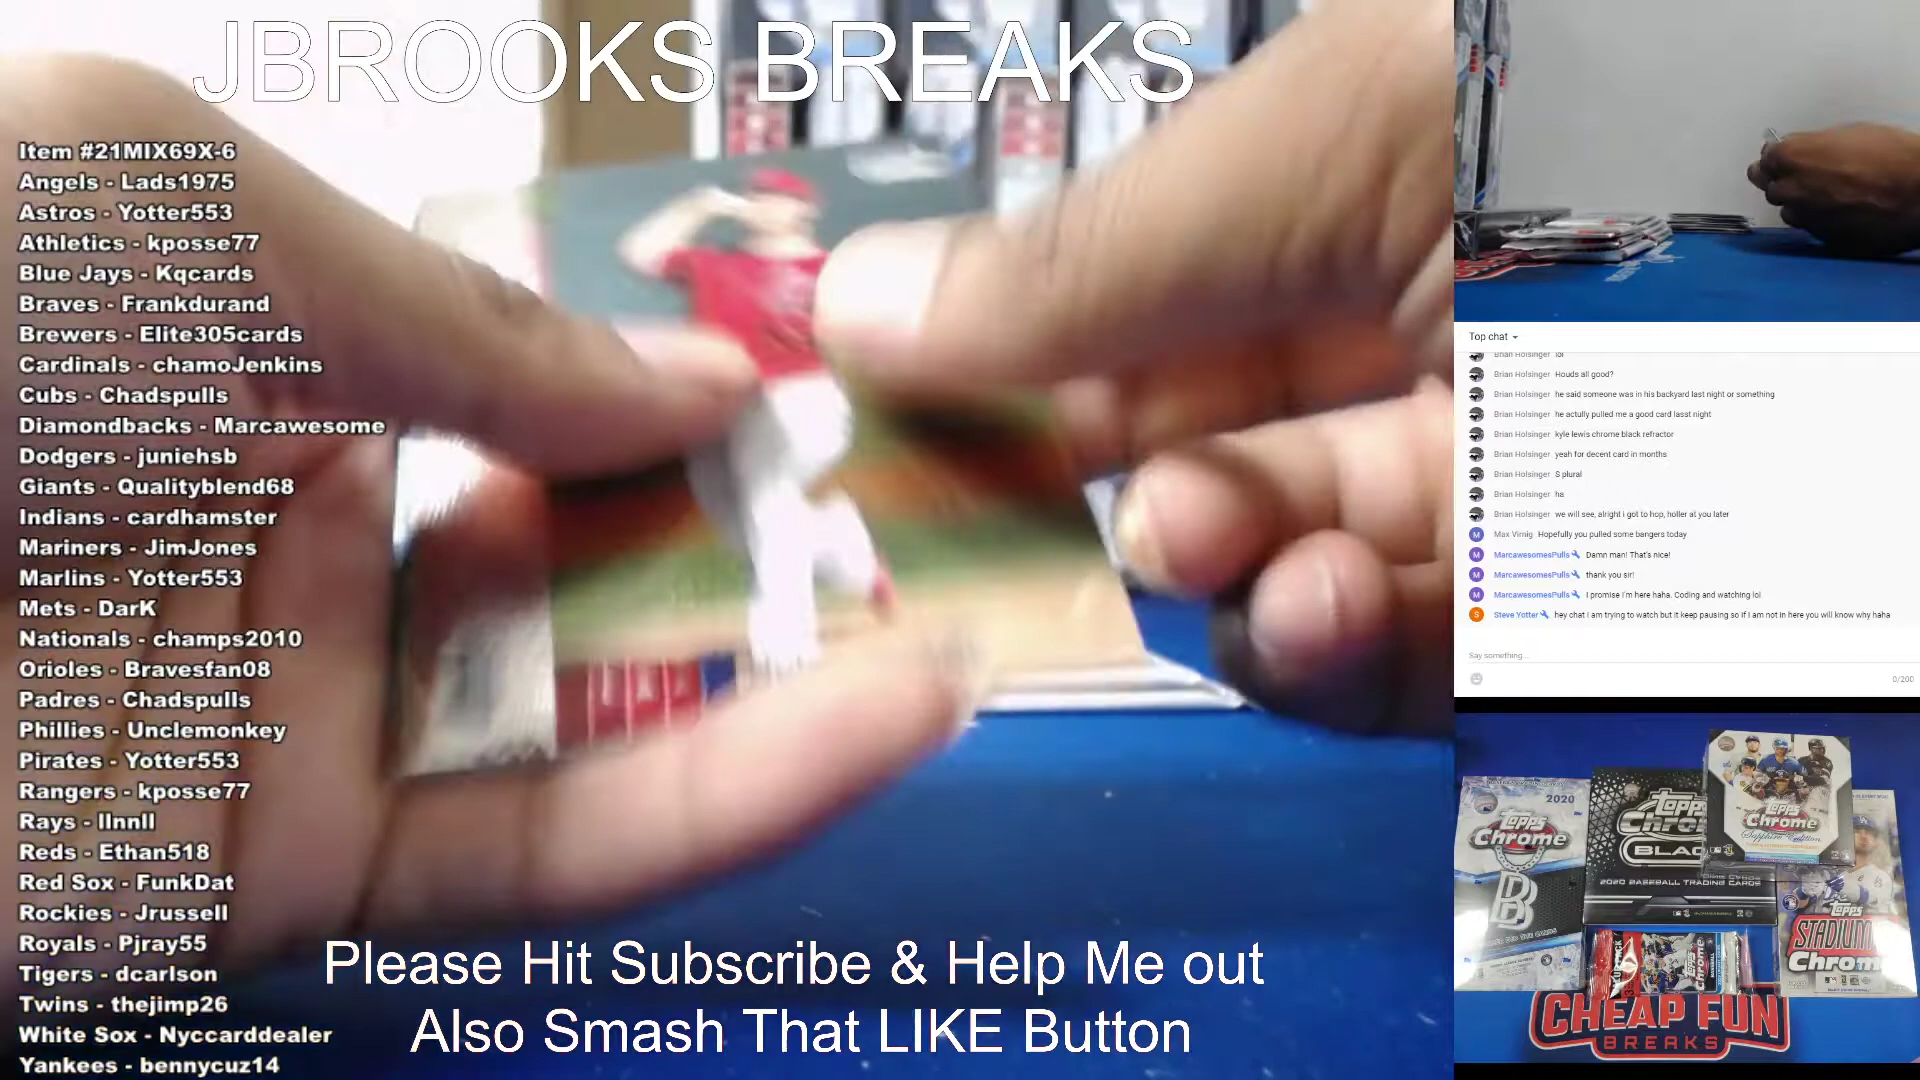 JBROOKS BREAKS
Item #21MIX69X-6
Angels - Lads1975
Astros - Yotter553
Athletics - kposse77
Blue Jays - Kqcards
Braves - Frankdurand
Brewers - Elite305cards
Cardinals - chamoJenkins
Cubs - Chadspulls
Diamondbacks - Marcawesome
Dodgers - juniehsb
Giants - Qualityblend68
Indians - cardhamster
Mariners - JimJones
Marlins - Yotter553
Mets - DarK
Nationals - champs2010
Orioles - Bravesfan08
Padres - Chadspulls
Phillies - Unclemonkey
Pirates - Yotter553
Rangers - kposse77
Rays - llnnll
Reds - Ethan518
Red Sox - FunkDat
Rockies - Jrussell
Royals - Pjray55
Tigers - dcarlson
Twins - thejimp26
White Sox - Nyccarddealer
Yankees - bennycuz14
Please Hit Subscribe & Help Me out
Also Smash That LIKE Button
Top chat
Brian Holsinger lol
Brian Holsinger Houds all good?
Brian Holsinger he said someone was in his backyard last night or something
Brian Holsinger he actully pulled me a good card lasst night
Brian Holsinger kyle lewis chrome black refractor
Brian Holsinger yeah for decent card in months
Brian Holsinger S plural
Brian Holsinger ha
Brian Holsinger we will see, alright i got to hop, holler at you later
M Max Virnig Hopefully you pulled some bangers today
M MarcawesomesPulls Damn man! That's nice!
M MarcawesomesPulls thank you sir!
M MarcawesomesPulls I promise I'm here haha. Coding and watching lol
S Steve Yotter hey chat i am trying to watch but it keep pausing so if I am not in here you will know why haha
Say something...
0/200
2020
Topps
Chrome
Topps
Chro
BLAC
2020 BASEBALL TRADING CARDS
Topps
Chrome
Sapphire Edition
Topps
STADIUM
Chrom
Topps
Chrome
CHEAP FUN
BREAKS